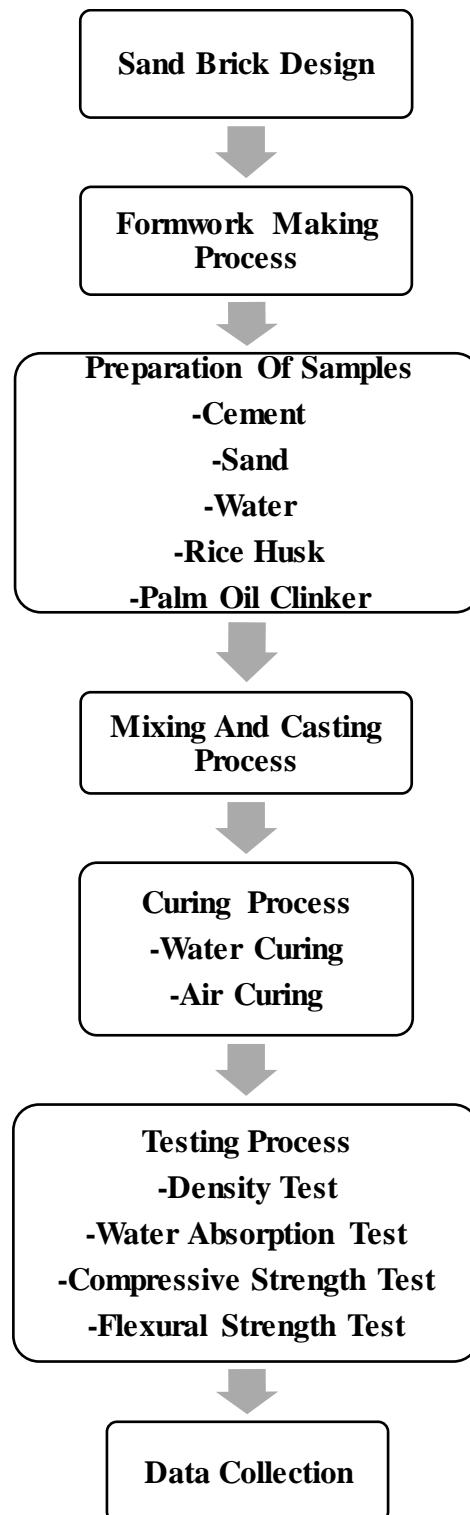 Sand Brick Design
Formwork Making
Process
Preparation Of Samples
-Cement
-Sand
-Water
-Rice Husk
-Palm Oil Clinker
Mixing And Casting
Process
Curing Process
-Water Curing
-Air Curing
Testing Process
-Density Test
-Water Absorption Test
-Compressive Strength Test
-Flexural Strength Test
Data Collection